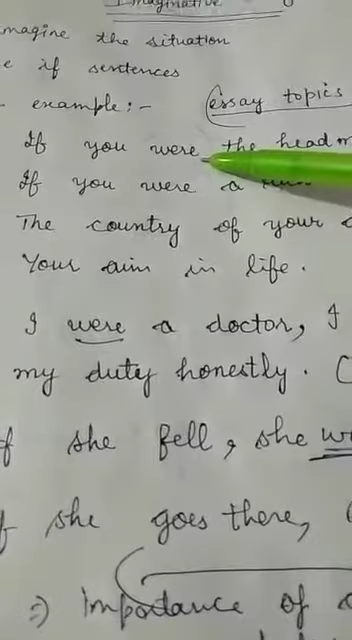 Imaginative
magine the situation
e if sentences
example:- (essay topics
If you were the head m
If you were a
The country of your
Your aim in life.
I were a doctor, I
my duty honestly. (
f she fell, she w
f she goes there,
=) Importance of